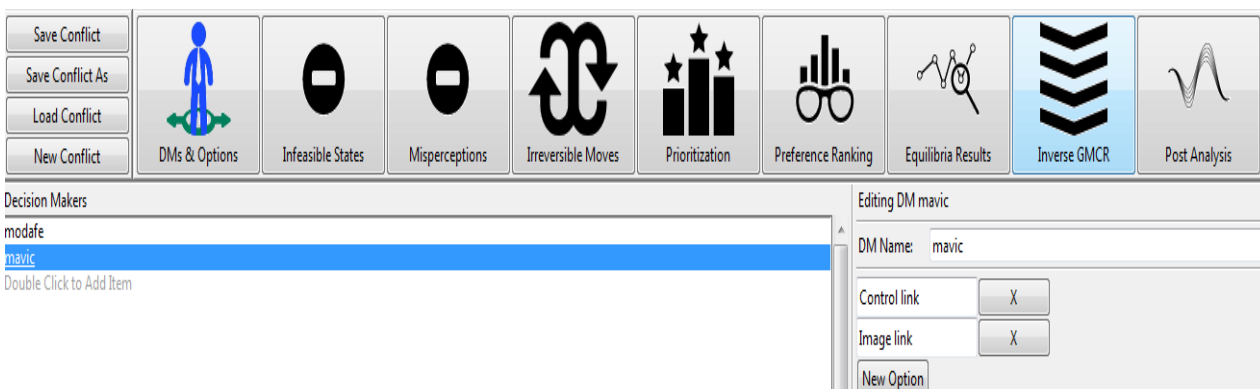 Save Conflict
Save Conflict As
Load Conflict
New Conflict
DMs & Options
Infeasible States
Misperceptions
Irreversible Moves
Prioritization
Preference Ranking
Equilibria Results
Inverse GMCR
Post Analysis
Decision Makers
modafe
mavic
Double Click to Add Item
Editing DM mavic
DM Name: mavic
Control link X
Image link X
New Option